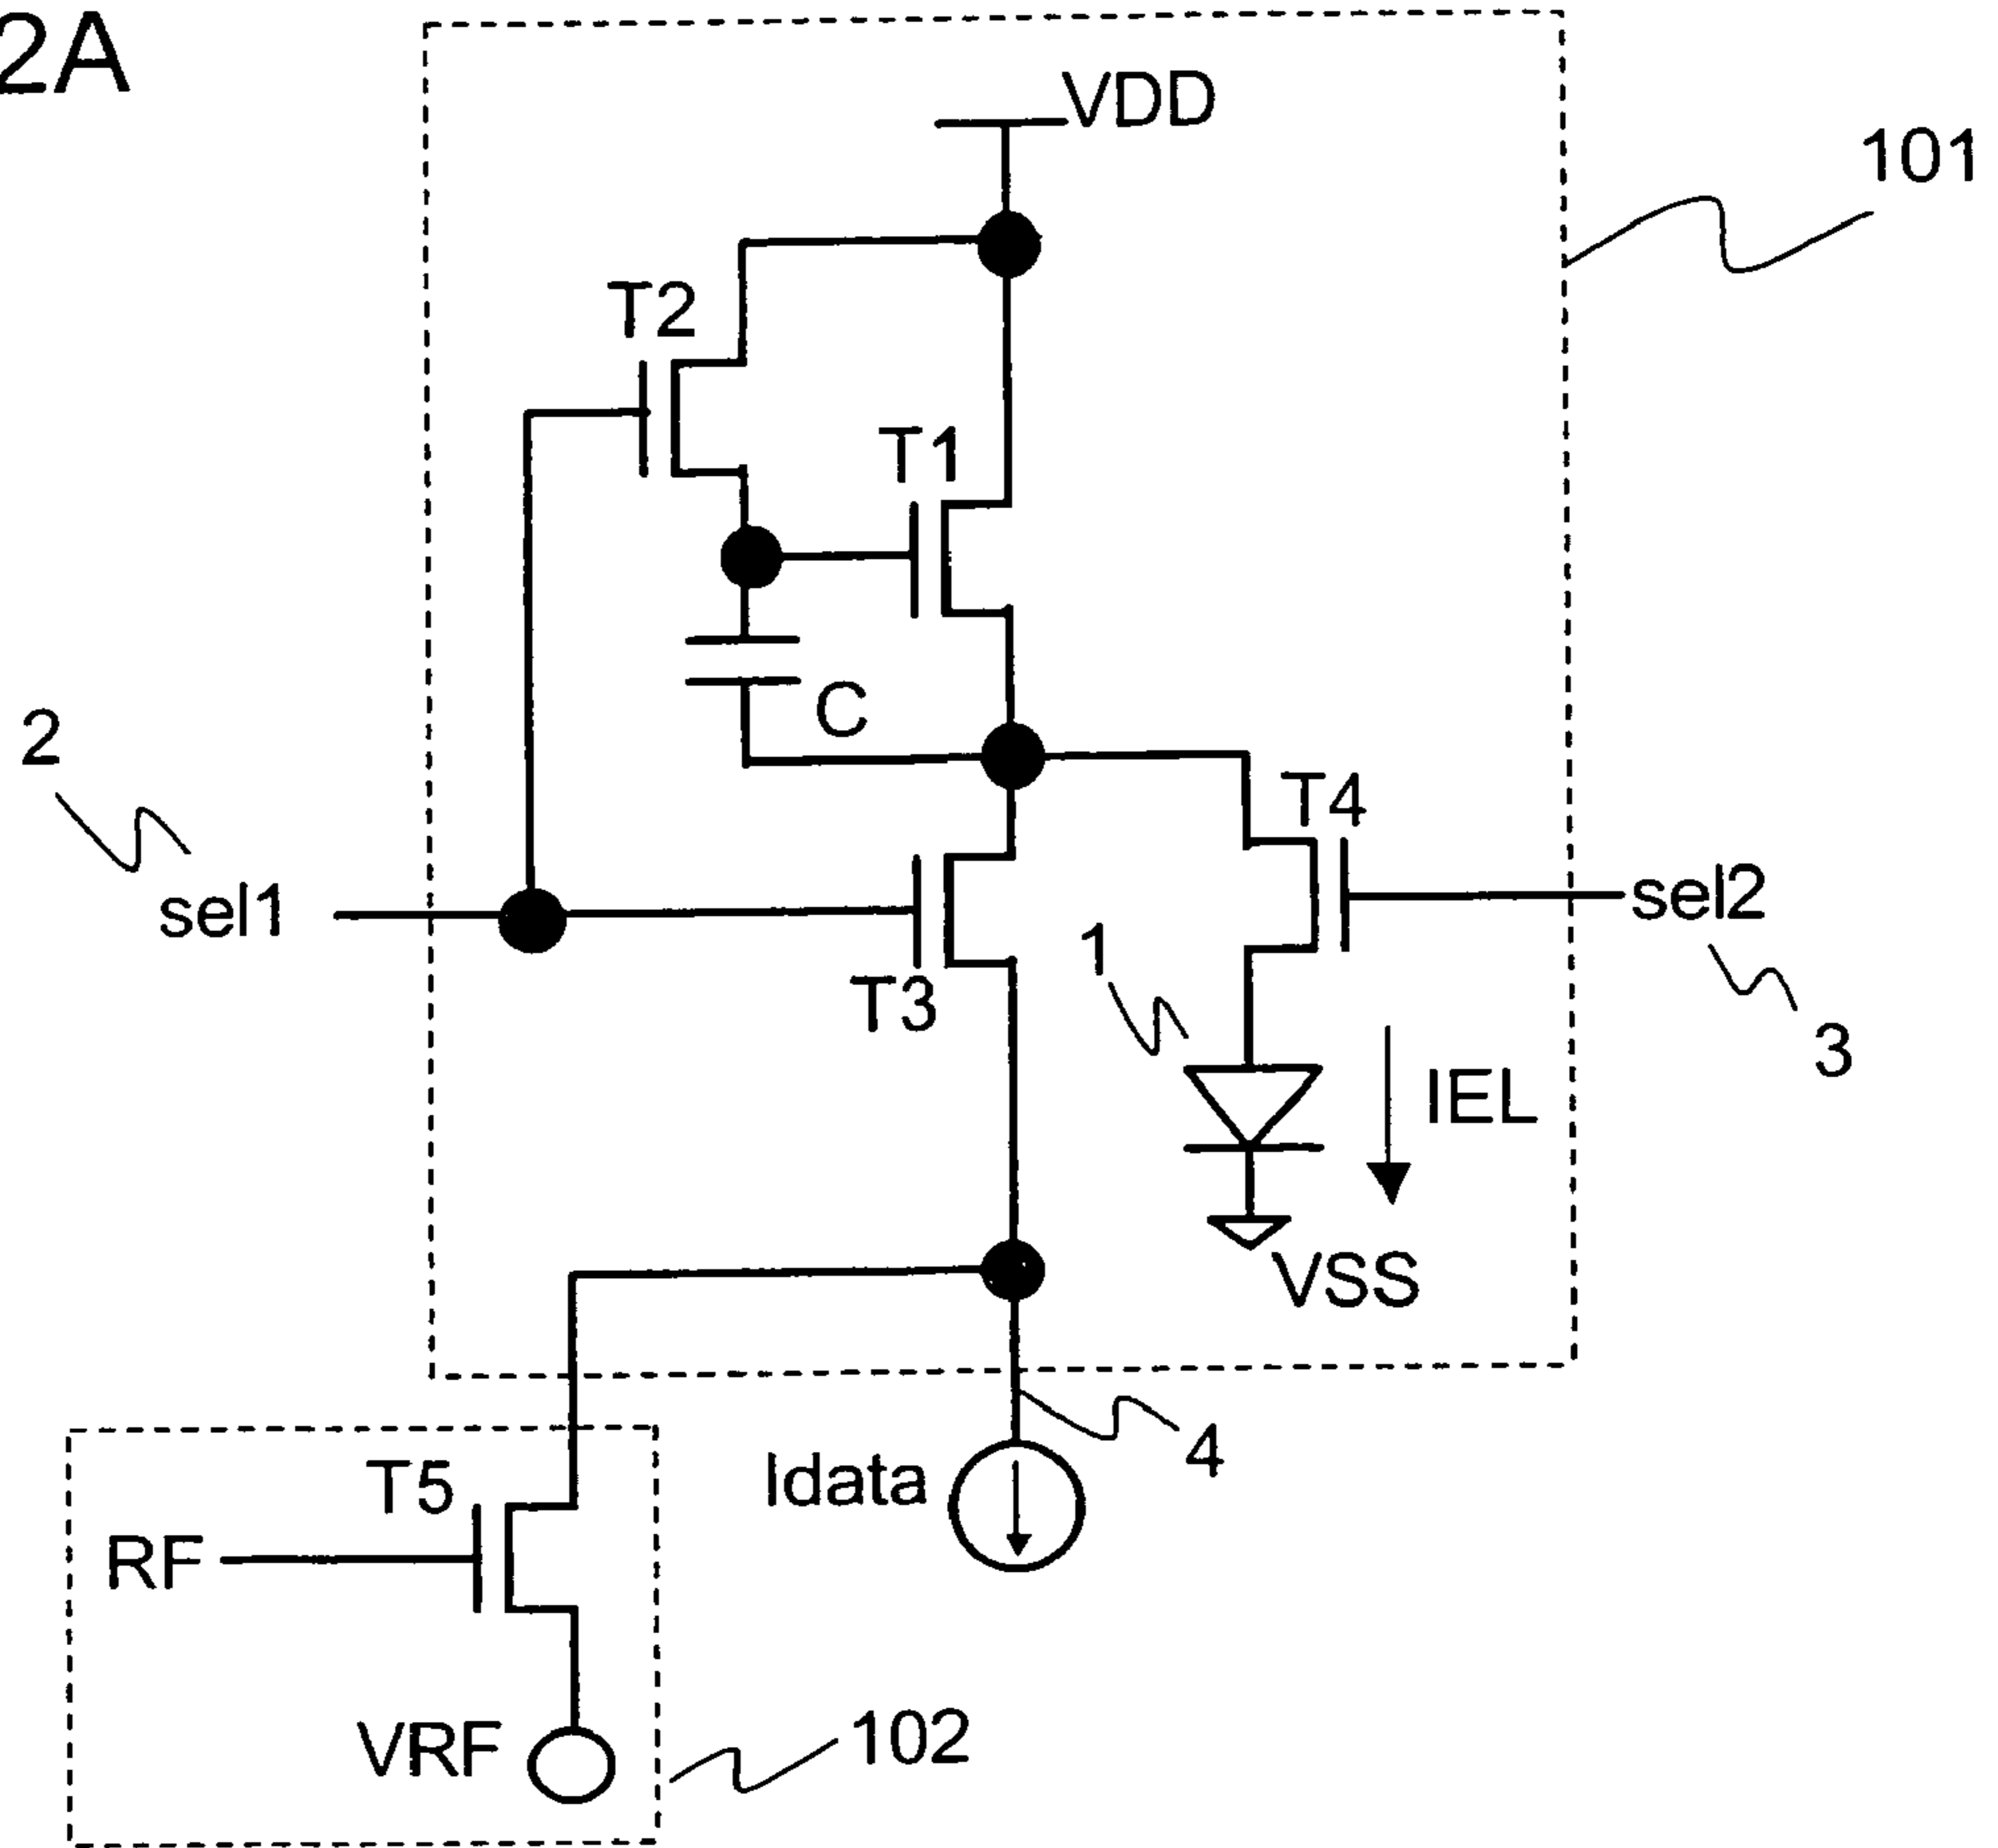 2A
VDD
101
T2
T1
C
2
T4
sel1
sel2
1
T3
3
IEL
VSS
4
Idata
T5
RF
102
VRF